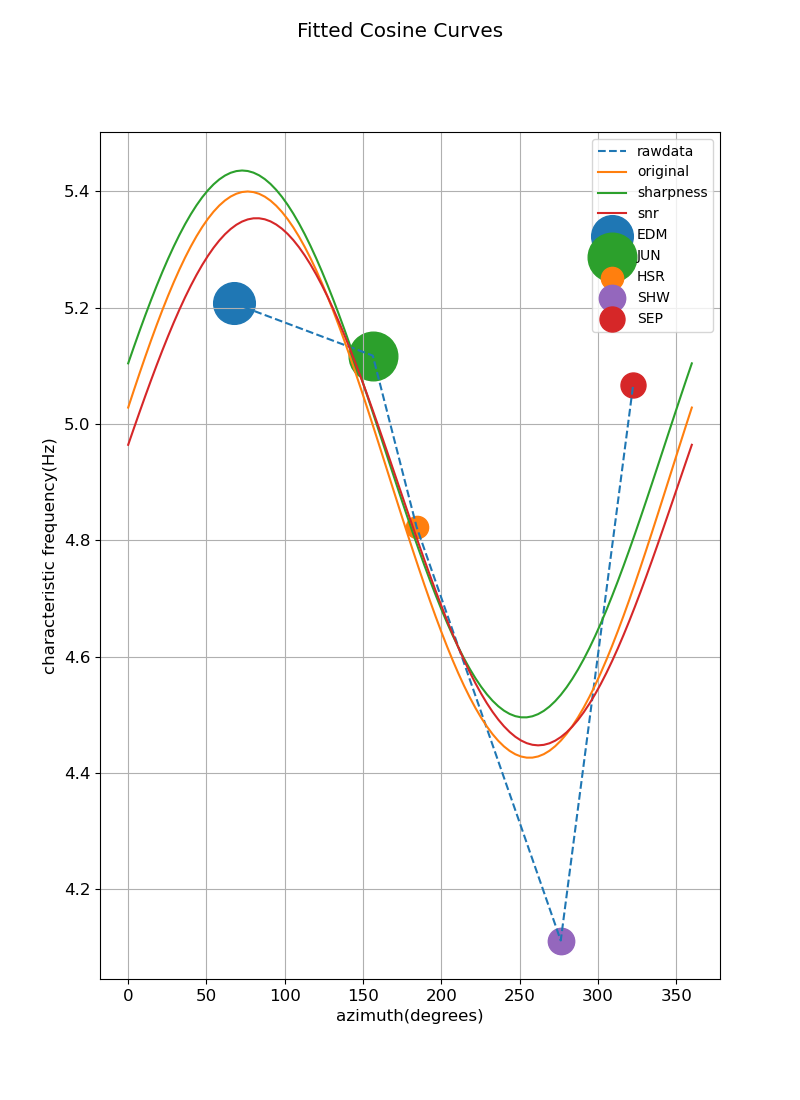 Fitted Cosine Curves
rawdata
original
sharpness
snr
EDM
JUN
HSR
SHW
SEP
5.4
5.2
5.0
4.8
4.6
4.4
4.2
characteristic frequency(Hz)
0 50 100 150 200 250 300 350
azimuth(degrees)